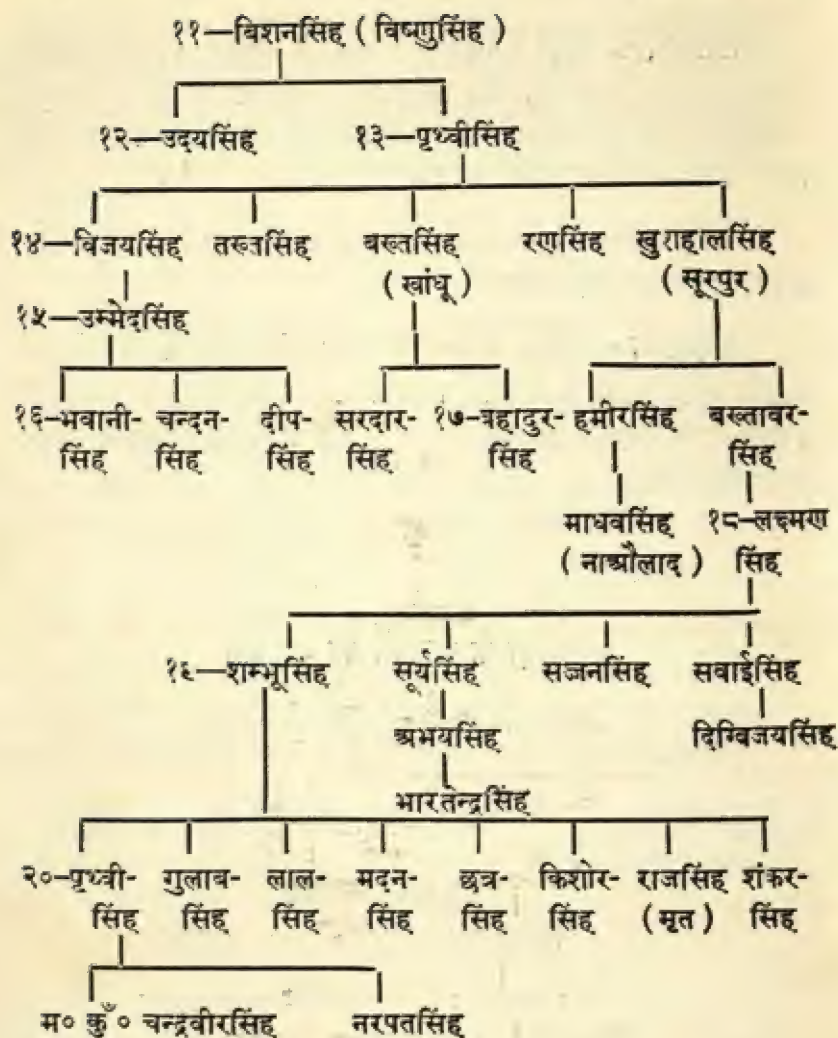 ११—विशनसिंह ( विष्णुसिंह )
१२—उदयसिंह १३—पृथ्वीसिंह
१४—विजयसिंह तख्तसिंह बख्तसिंह रणसिंह खुशहालसिंह
( खांधू ) ( सूरपुर )
१५—उम्मेदसिंह
१६—भवानी- चन्दन- दीप- सरदार- १७—बहादुर- हमीरसिंह बख्तावर-
सिंह सिंह सिंह सिंह सिंह सिंह
माधवसिंह १८—लक्ष्मण
( नाऔलाद ) सिंह
१९—शम्भूसिंह सूर्यसिंह सज्जनसिंह सवाईसिंह
अभयसिंह दिग्विजयसिंह
भारतेन्द्रसिंह
२०—पृथ्वी- गुलाब- लाल- मदन- छत्र- किशोर- राजसिंह शंकर-
सिंह सिंह सिंह सिंह सिंह सिंह (मृत) सिंह
म० कुँ० चन्द्रवीरसिंह नरपतसिंह